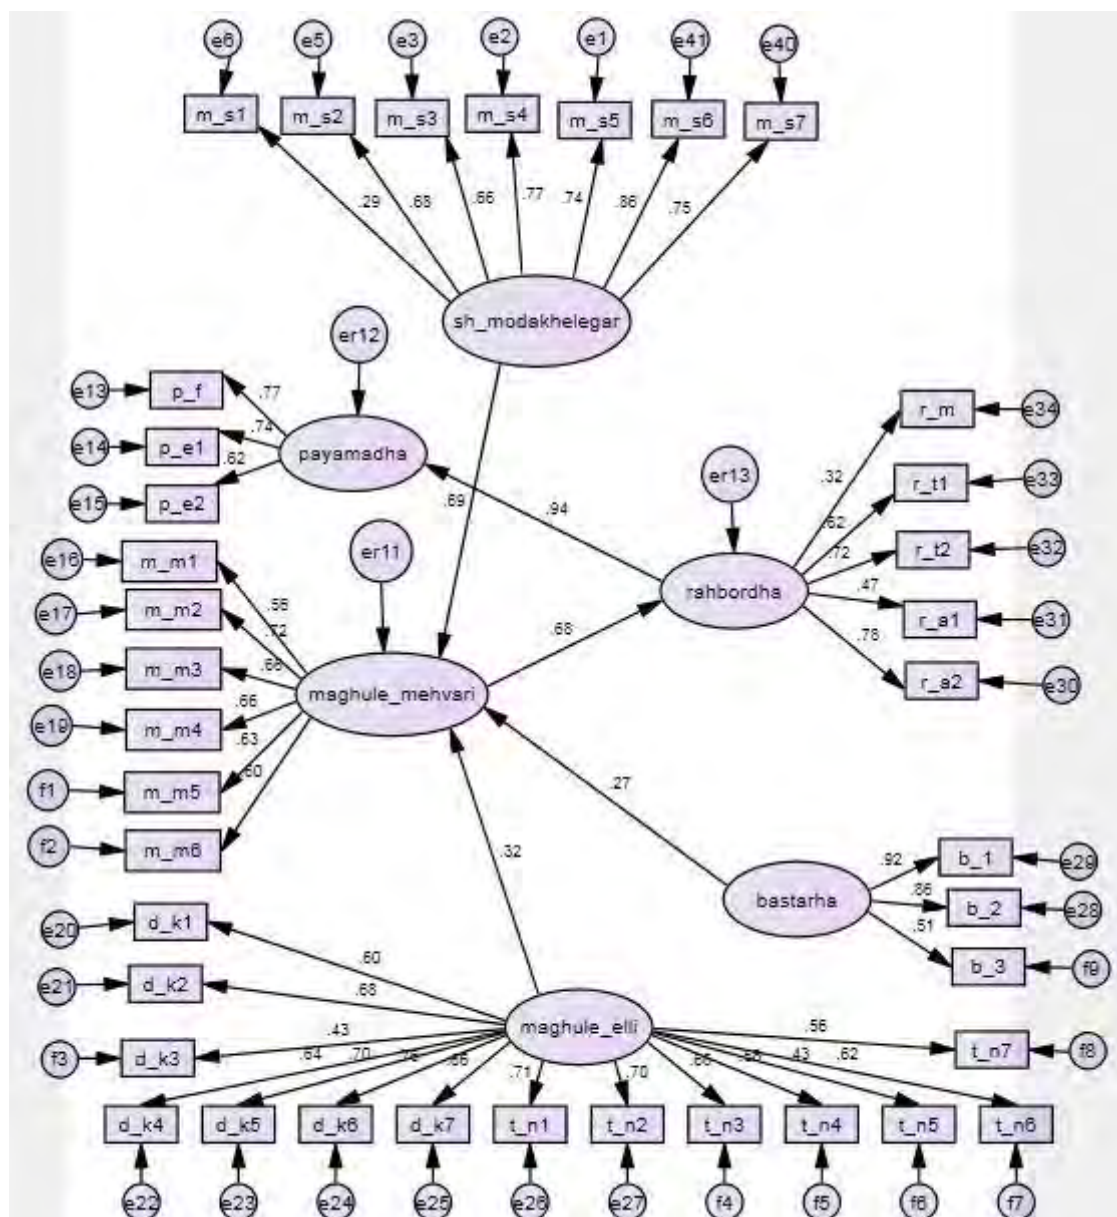 e6 e5 e3 e2 e1 e41 e40
m_s1 m_s2 m_s3 m_s4 m_s5 m_s6 m_s7
.29 .68 .66 .77 .74 .86 .75
sh_modakhelegar
er12
e13 p_f .77
e14 p_e1 .74
e15 p_e2 .62
payamadha
.69
.94
er13
r_m e34
.32
r_t1 e33
.62
r_t2 e32
.72
r_a1 e31
.47
r_a2 e30
.78
rahbordha
e16 m_m1 .56
e17 m_m2 .72
e18 m_m3 .66
e19 m_m4 .66
f1 m_m5 .63
f2 m_m6 .60
er11
maghule_mehvari
.68
.27
.32
b_1 e29
.92
b_2 e28
.86
b_3 f9
.51
bastarha
e20 d_k1 .60
e21 d_k2 .68
f3 d_k3 .43
maghule_elli
.56 t_n7 f8
.64 .70 .66 .71 .70 .66 .43 .62
d_k4 d_k5 d_k6 d_k7 t_n1 t_n2 t_n3 t_n4 t_n5 t_n6
e22 e23 e24 e25 e26 e27 f4 f5 f6 f7